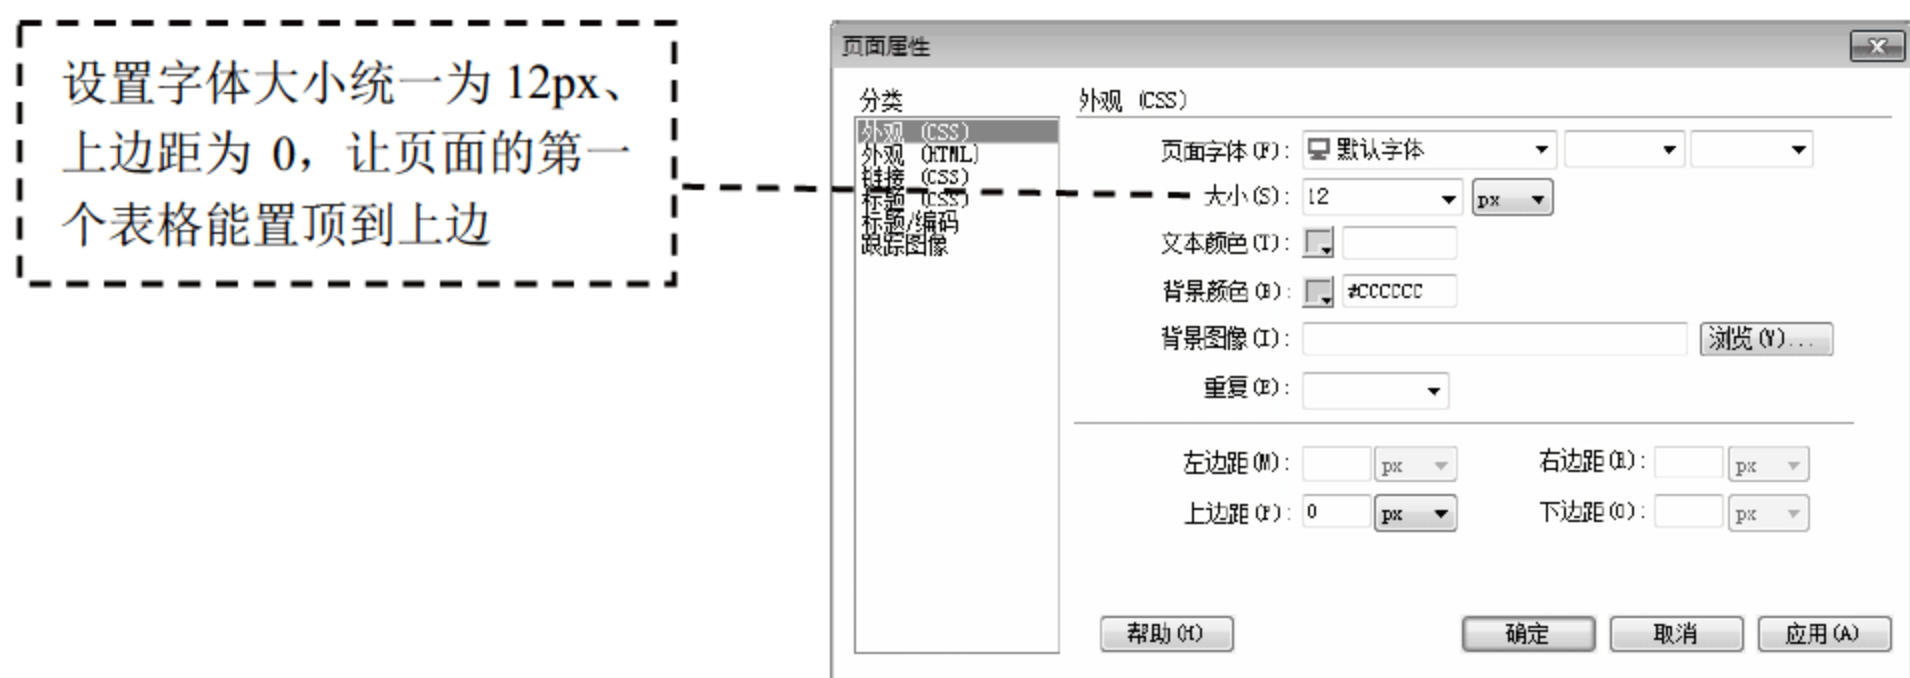 设置字体大小统一为 12px、
上边距为 0，让页面的第一
个表格能置顶到上边
页面属性
分类
外观 (CSS)
外观 (HTML)
链接 (CSS)
标题 (CSS)
标题/编码
跟踪图像
外观 (CSS)
页面字体(F): 默认字体
大小(S): 12 px
文本颜色(T):
背景颜色(B): #CCCCCC
背景图像(I): 浏览(W)...
重复(E):
左边距(M): px 右边距(R): px
上边距(P): 0 px 下边距(O): px
帮助(H) 确定 取消 应用(A)